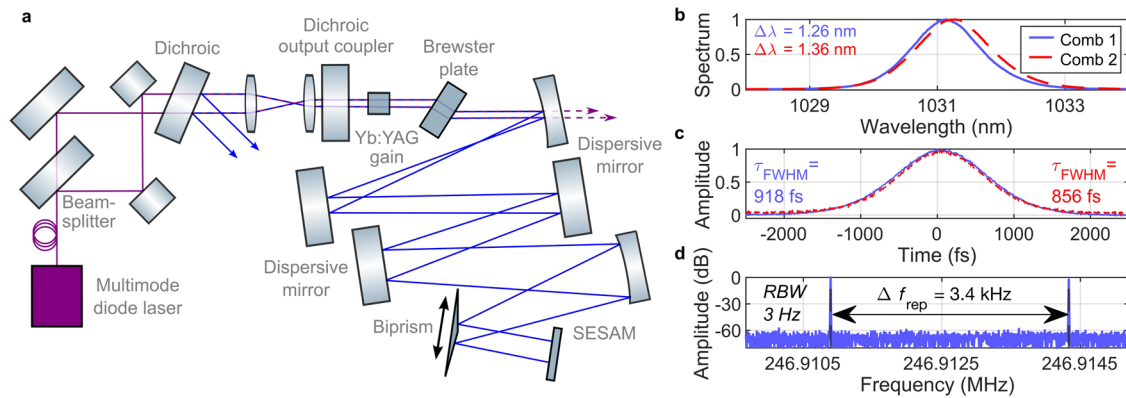 a
Dichroic
Dichroic
output coupler
Brewster
plate
Yb:YAG
gain
Dispersive
mirror
Beam-
splitter
Multimode
diode laser
Dispersive
mirror
Biprism
SESAM
b
Δλ = 1.26 nm
Δλ = 1.36 nm
Comb 1
Comb 2
Spectrum
1
0.5
0
1029
1031
1033
Wavelength (nm)
c
τFWHM=
918 fs
τFWHM=
856 fs
Amplitude
1
0.5
0
-2000
-1000
0
1000
2000
Time (fs)
d
RBW
3 Hz
Δ frep = 3.4 kHz
Amplitude (dB)
0
-30
-60
246.9105
246.9125
246.9145
Frequency (MHz)